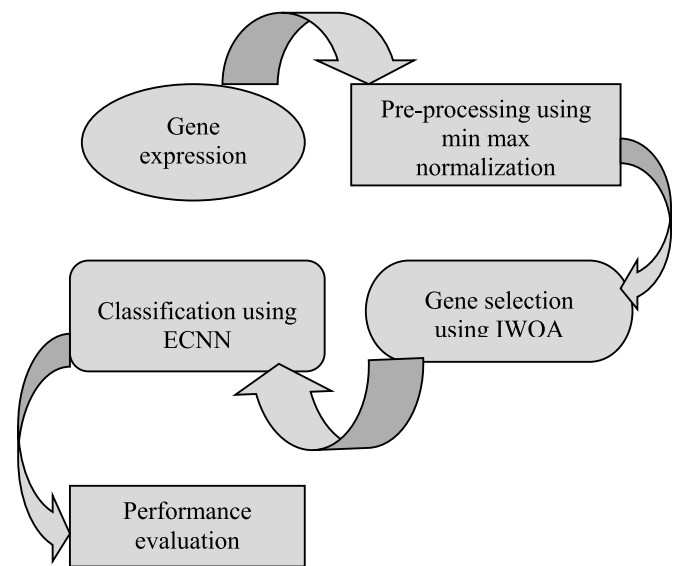 Gene
expression
Pre-processing using
min max
normalization
Gene selection
using IWOA
Classification using
ECNN
Performance
evaluation